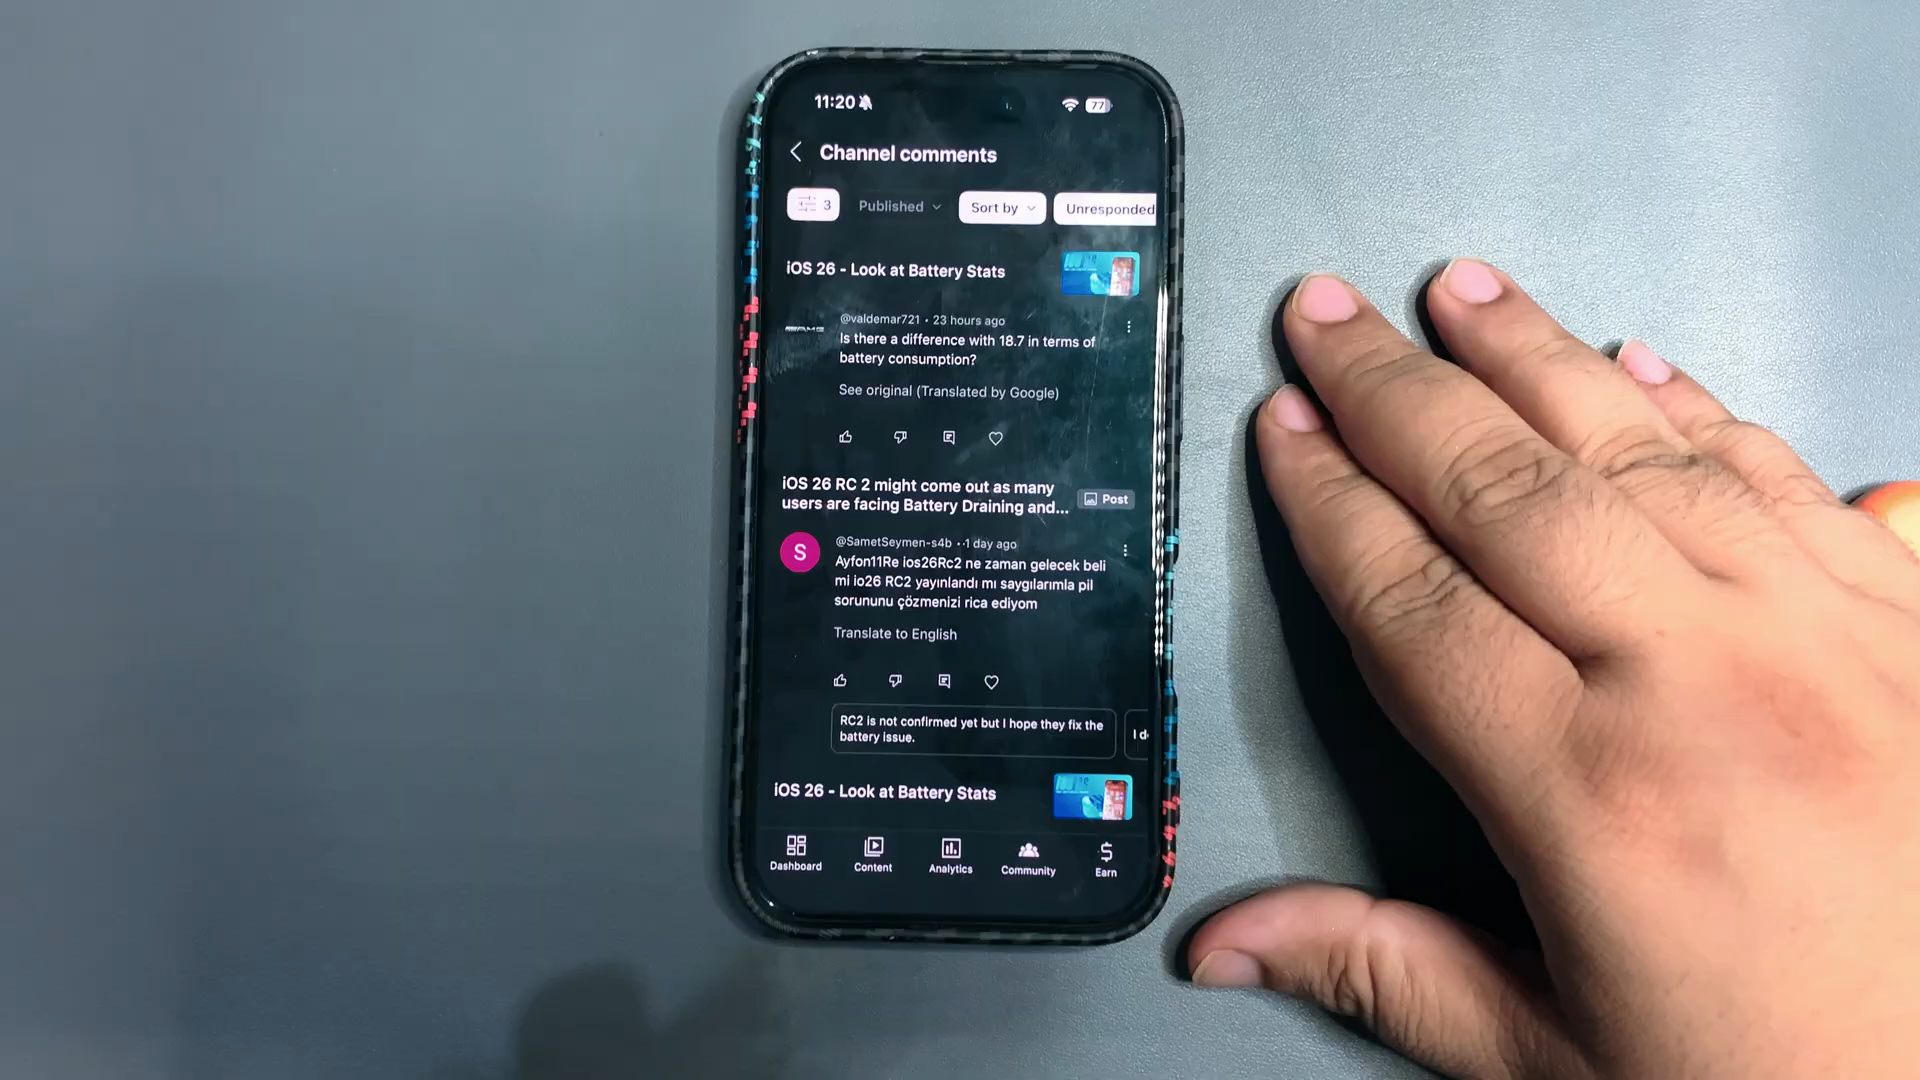 11:20
77
Channel comments
3 Published Sort by Unresponded
iOS 26 - Look at Battery Stats
@valdemar721 • 23 hours ago
Is there a difference with 18.7 in terms of
battery consumption?
See original (Translated by Google)
iOS 26 RC 2 might come out as many
users are facing Battery Draining and...
Post
S
@SametSeymen-s4b • 1 day ago
Ayfon11Re ios26Rc2 ne zaman gelecek beli
mi io26 RC2 yayınlandı mı saygılarımla pil
sorununu çözmenizi rica ediyom
Translate to English
RC2 is not confirmed yet but I hope they fix the
battery issue.
I d
iOS 26 - Look at Battery Stats
Dashboard Content Analytics Community Earn